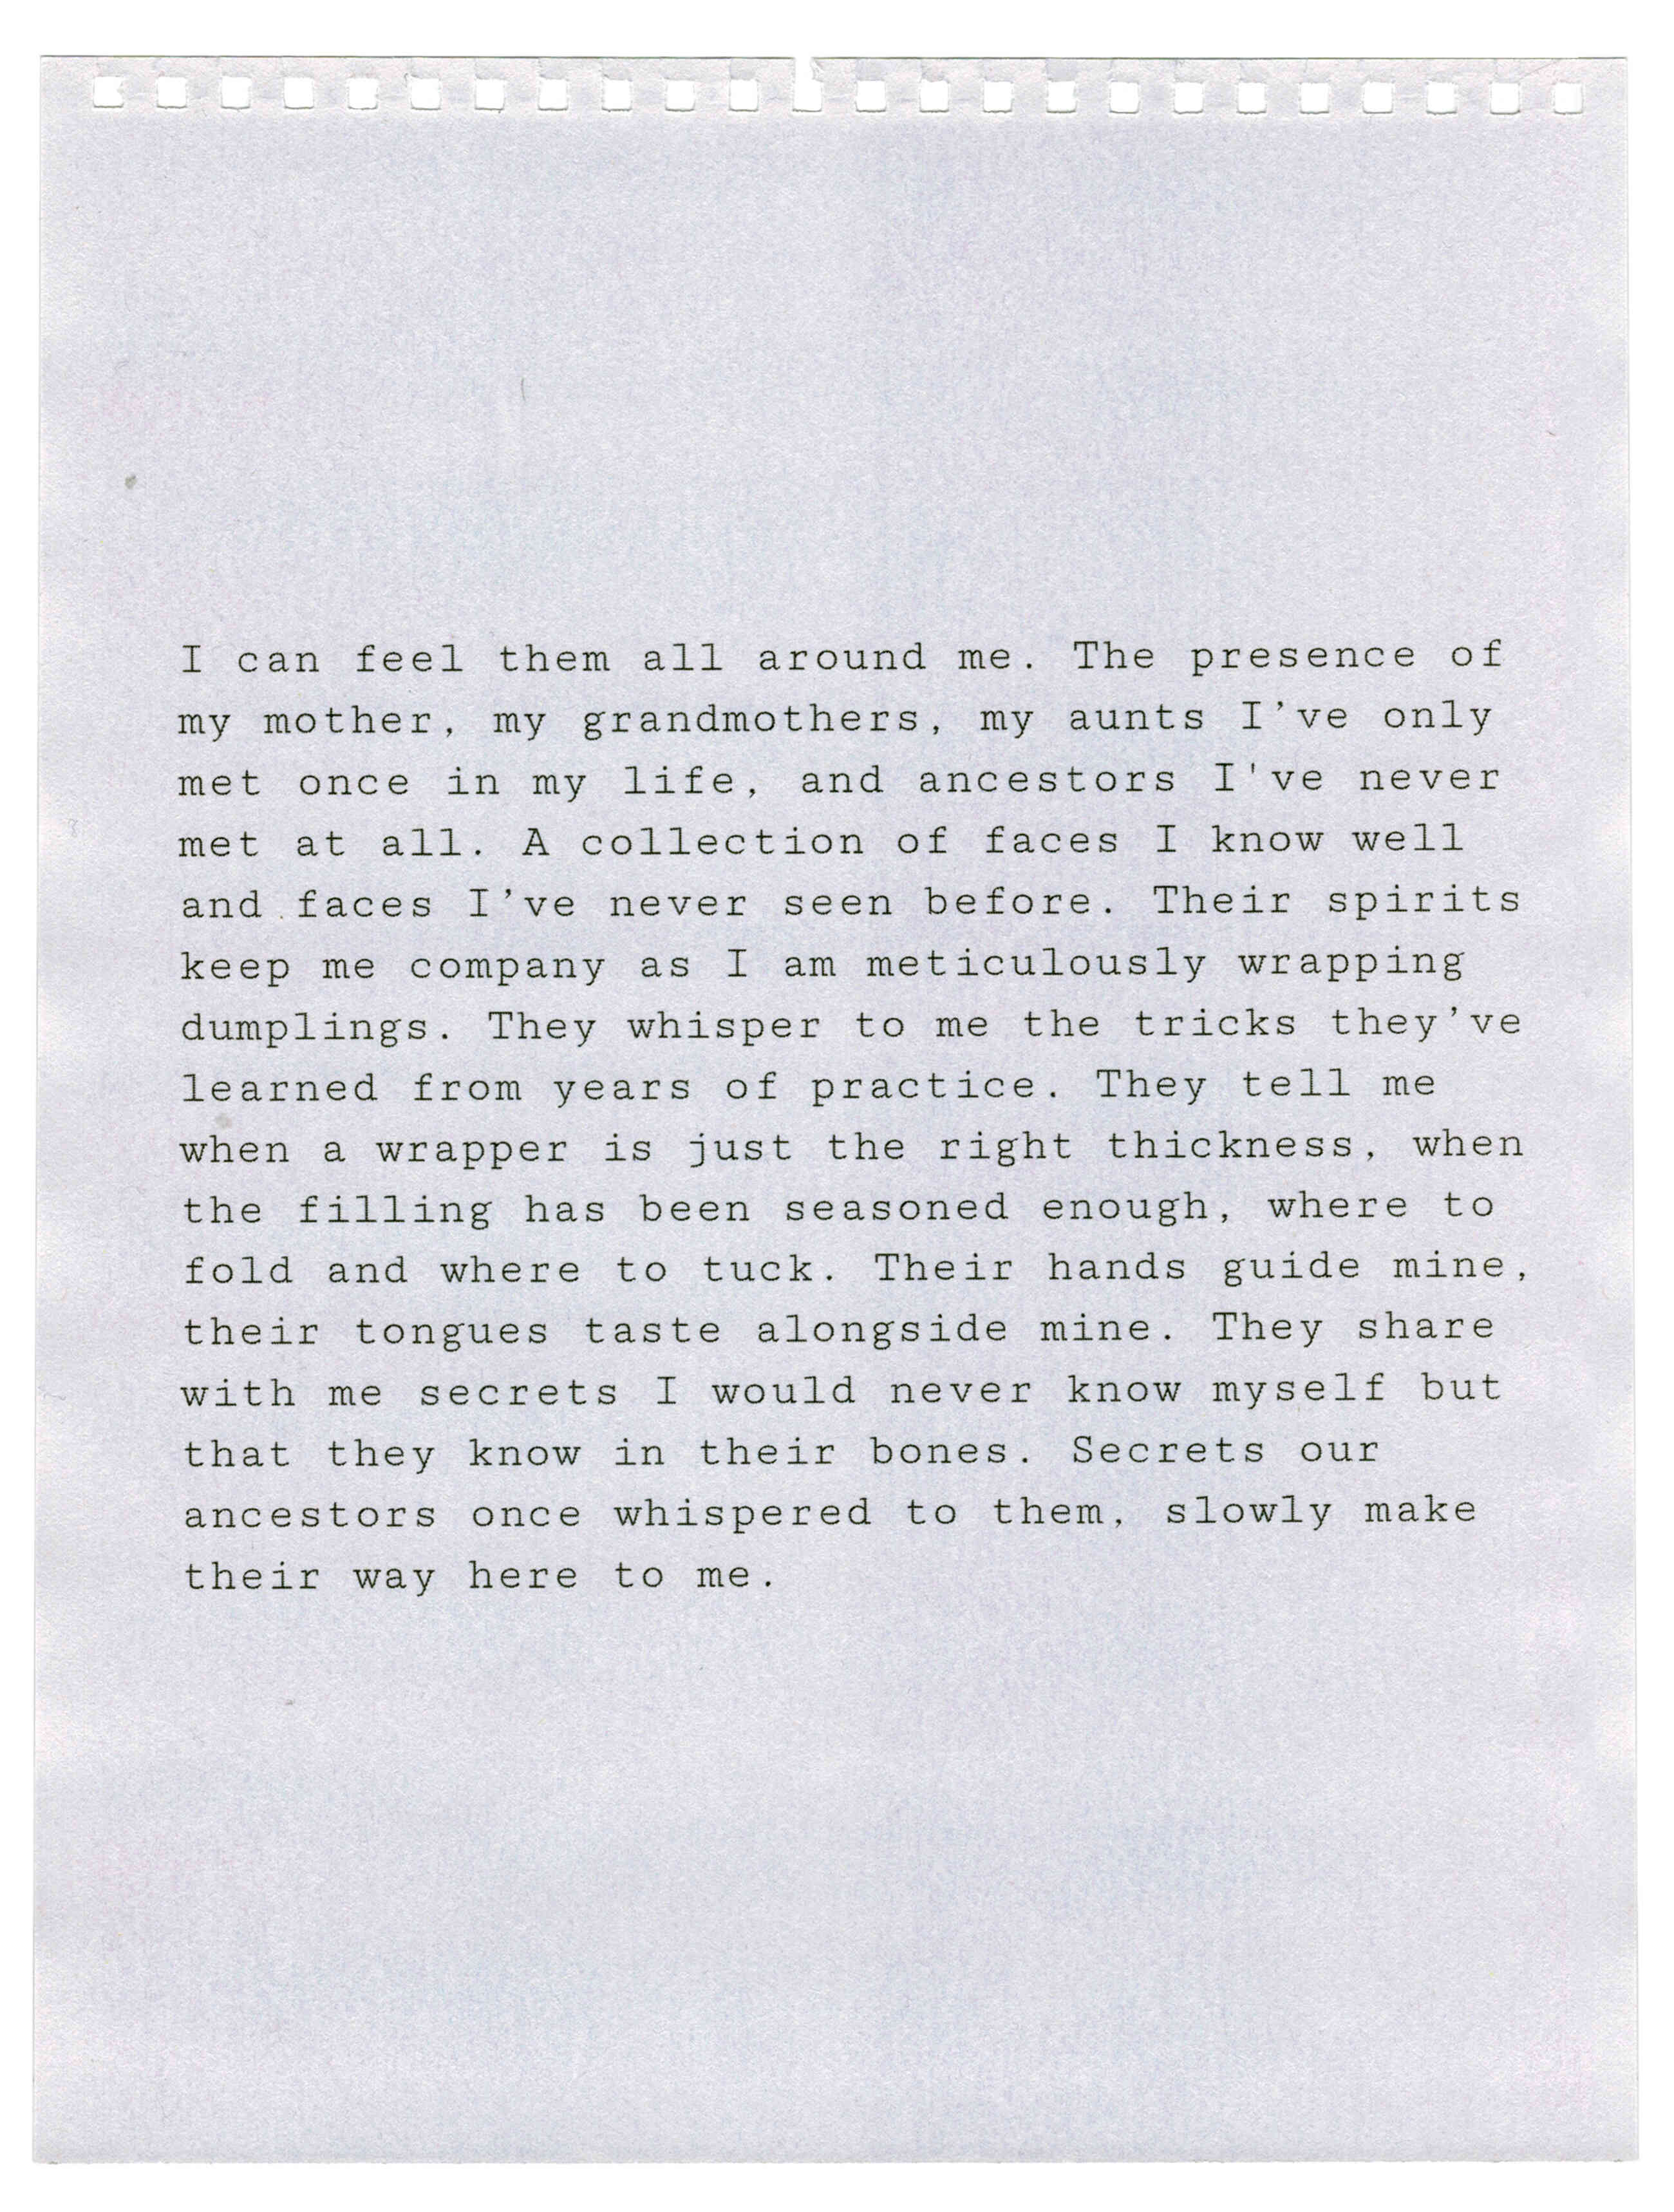 I can feel them all around me. The presence of
my mother, my grandmothers, my aunts I’ve only
met once in my life, and ancestors I've never
met at all. A collection of faces I know well
and faces I’ve never seen before. Their spirits
keep me company as I am meticulously wrapping
dumplings. They whisper to me the tricks they’ve
learned from years of practice. They tell me
when a wrapper is just the right thickness, when
the filling has been seasoned enough, where to
fold and where to tuck. Their hands guide mine,
their tongues taste alongside mine. They share
with me secrets I would never know myself but
that they know in their bones. Secrets our
ancestors once whispered to them, slowly make
their way here to me.